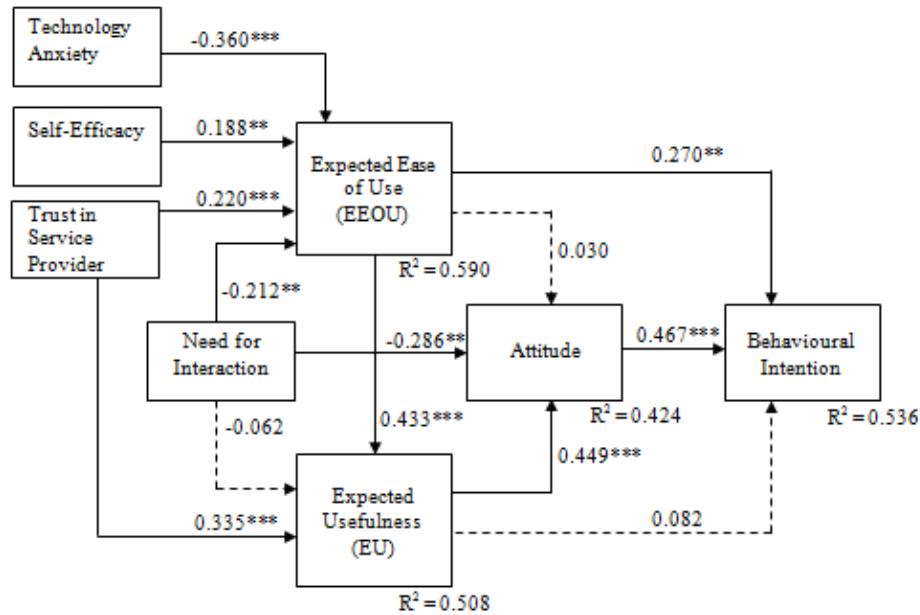 Technology
Anxiety
-0.360***
Self-Efficacy
0.188**
Expected Ease
of Use
(EEOU)
0.270**
0.220***
Trust in
Service
Provider
0.030
R² = 0.590
-0.212**
Need for
Interaction
-0.286**
Attitude
0.467***
Behavioural
Intention
R² = 0.424
R² = 0.536
-0.062
0.433***
0.449***
Expected
Usefulness
(EU)
0.335***
0.082
R² = 0.508